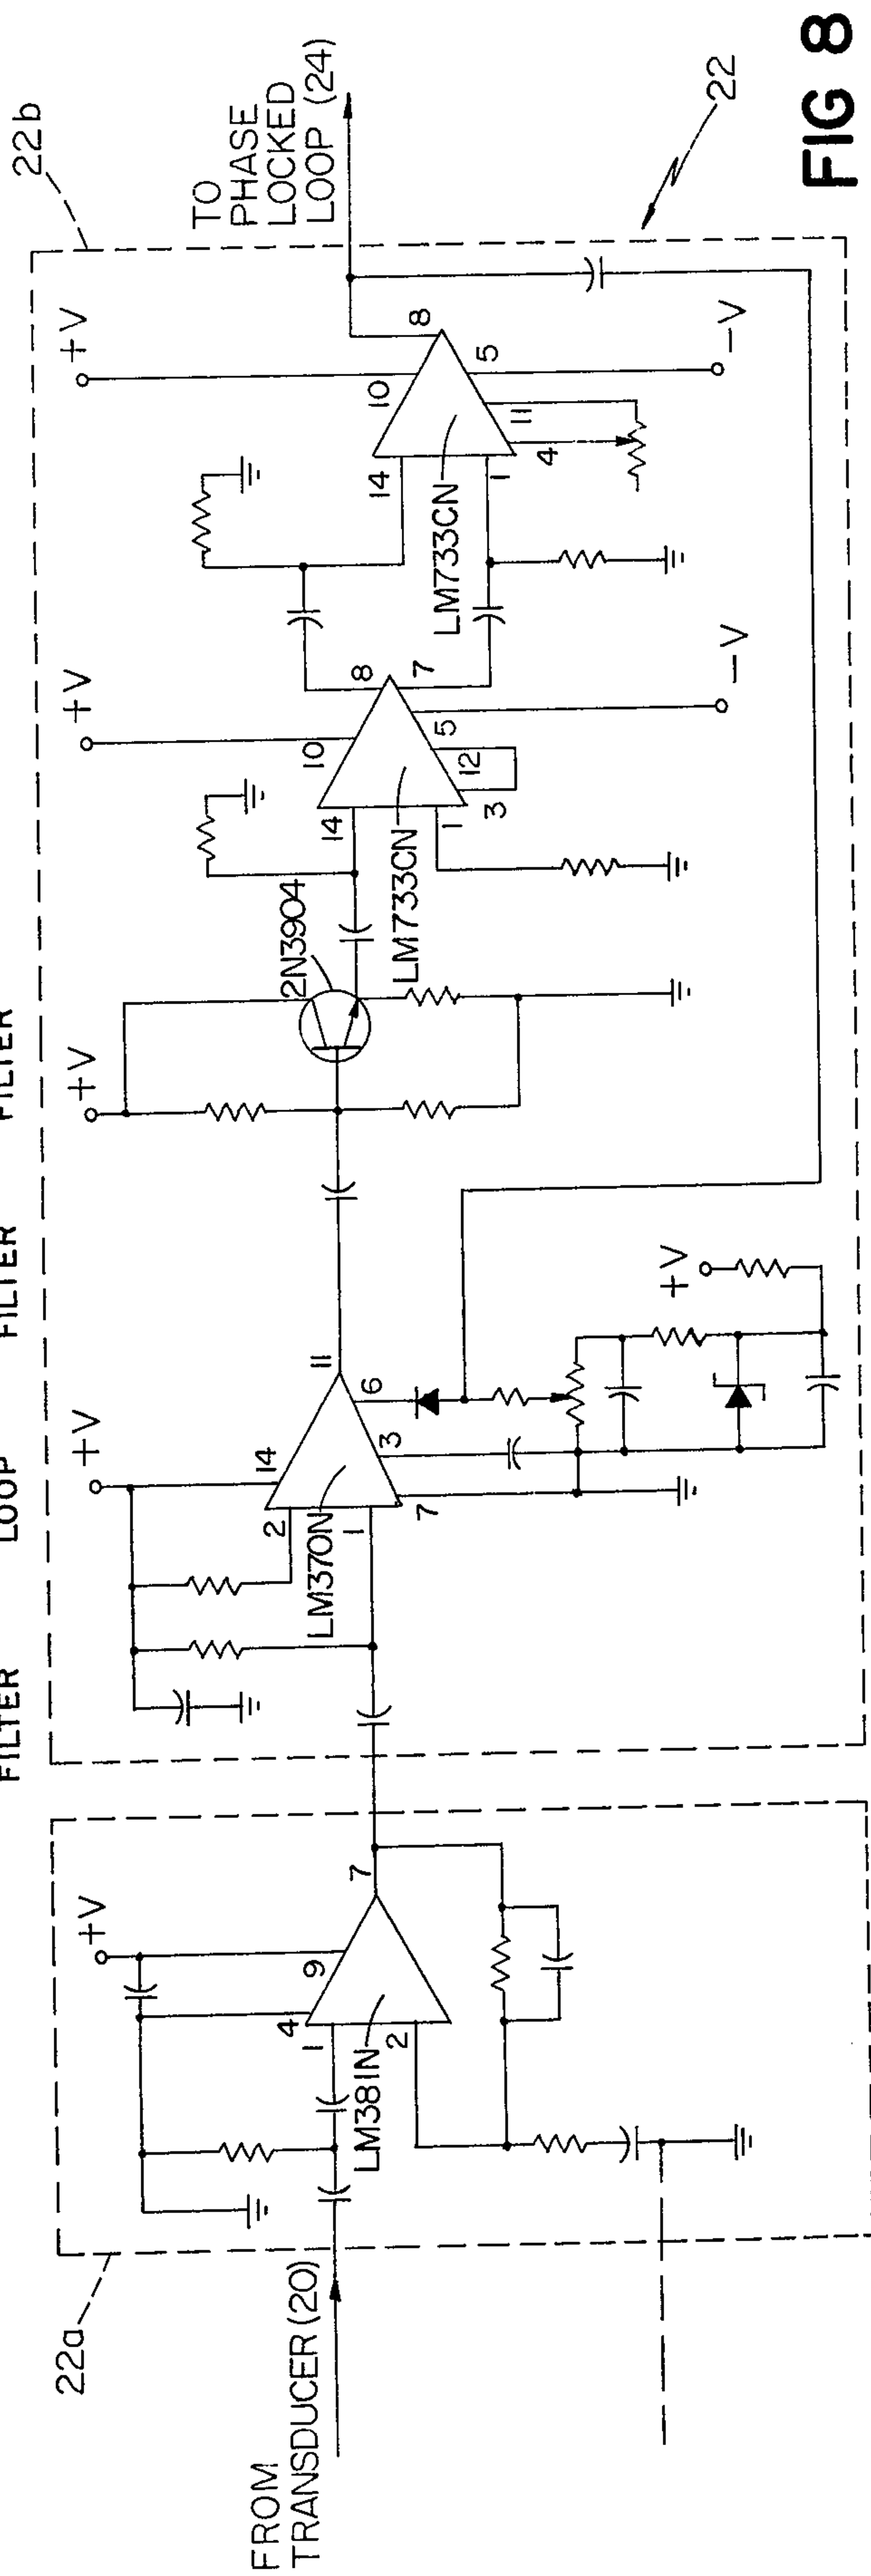 FILTER LOOP FILTER FILTER
22a
FROM
TRANSDUCER (20)
+V
4
9
1
2
7
LM381N
+V
2
14
1
LM370N
7
3
6
11
+V
+V
2N3904
+V
14
10
1
LM733CN
3
12
5
8
7
-V
+V
14
10
1
LM733CN
4
11
5
8
-V
22b
TO
PHASE
LOCKED
LOOP (24)
22
FIG 8